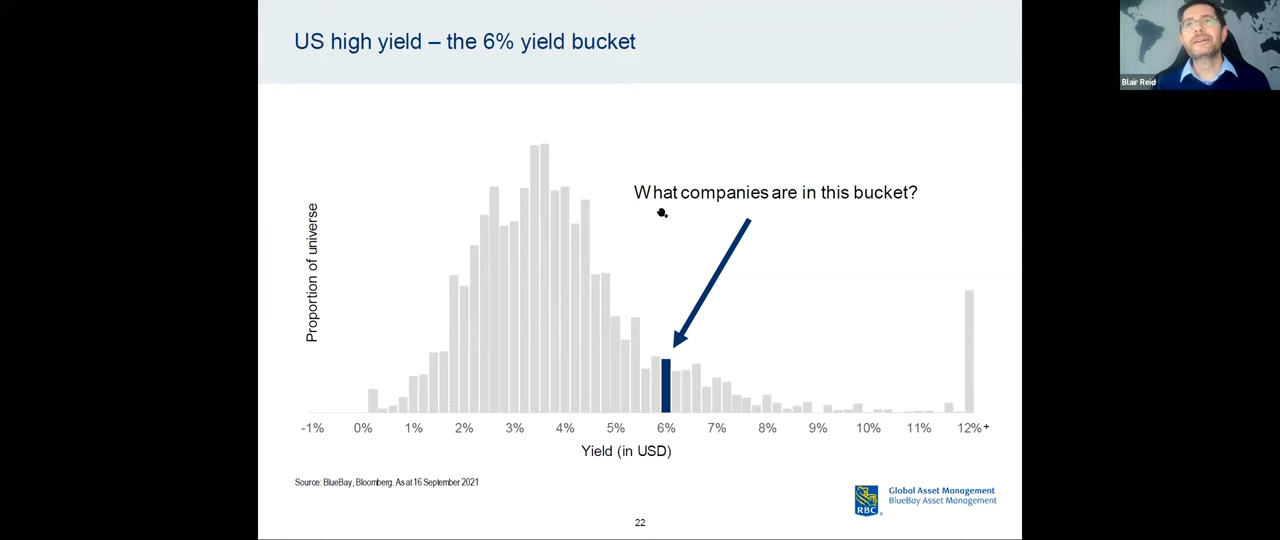 US high yield – the 6% yield bucket
Blair Reid
What companies are in this bucket?
Proportion of universe
-1% 0% 1% 2% 3% 4% 5% 6% 7% 8% 9% 10% 11% 12%+
Yield (in USD)
Source: BlueBay, Bloomberg. As at 16 September 2021
RBC
®
Global Asset Management
BlueBay Asset Management
22